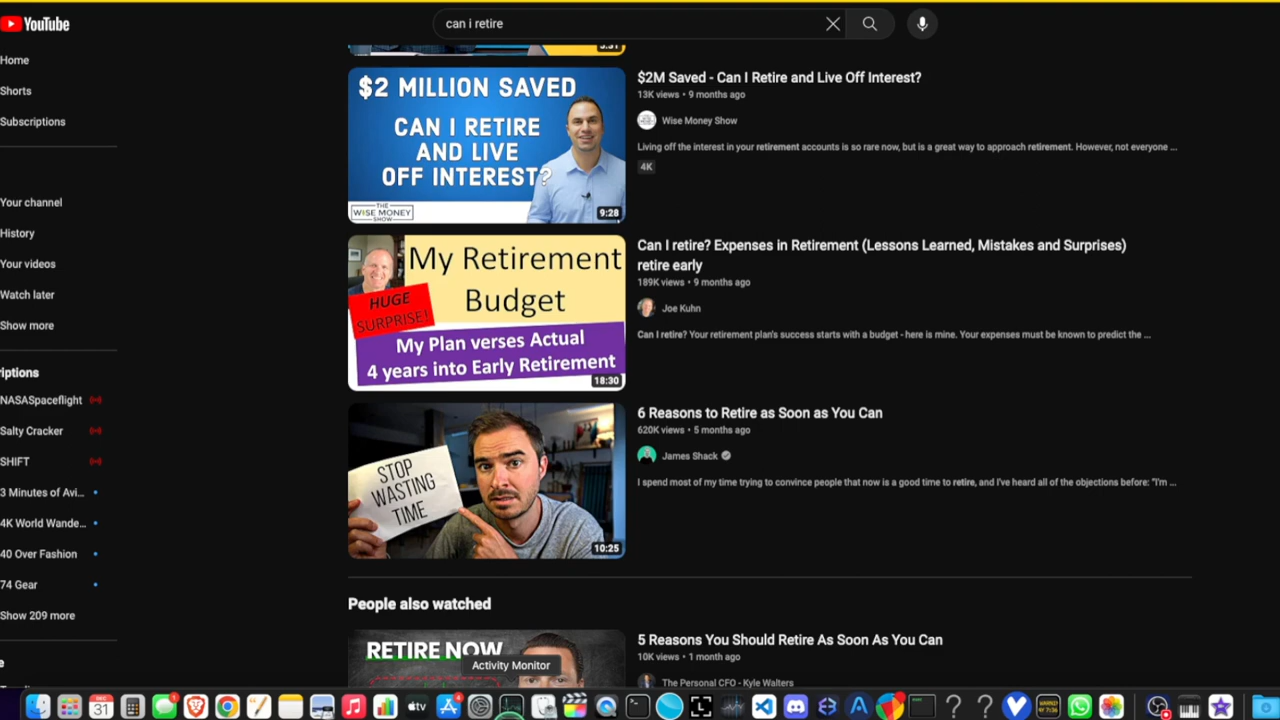 YouTube
can i retire
Home
Shorts
Subscriptions
Your channel
History
Your videos
Watch later
Show more
riptions
NASASpaceflight
Salty Cracker
SHIFT
3 Minutes of Avi...
4K World Wande...
40 Over Fashion
74 Gear
Show 209 more
$2 MILLION SAVED
CAN I RETIRE
AND LIVE
OFF INTEREST?
THE
WISE MONEY
SHOW
9:28
$2M Saved - Can I Retire and Live Off Interest?
13K views • 9 months ago
Wise Money Show
Living off the interest in your retirement accounts is so rare now, but is a great way to approach retirement. However, not everyone ...
4K
My Retirement
Budget
HUGE
SURPRISE!
My Plan verses Actual
4 years into Early Retirement
18:30
Can I retire? Expenses in Retirement (Lessons Learned, Mistakes and Surprises)
retire early
189K views • 9 months ago
Joe Kuhn
Can I retire? Your retirement plan's success starts with a budget - here is mine. Your expenses must be known to predict the ...
STOP
WASTING
TIME
10:25
6 Reasons to Retire as Soon as You Can
620K views • 5 months ago
James Shack
I spend most of my time trying to convince people that now is a good time to retire, and I've heard all of the objections before: "I'm ...
People also watched
RETIRE NOW
Activity Monitor
5 Reasons You Should Retire As Soon As You Can
10K views • 1 month ago
The Personal CFO - Kyle Walters
DEC
31
1
tv
4